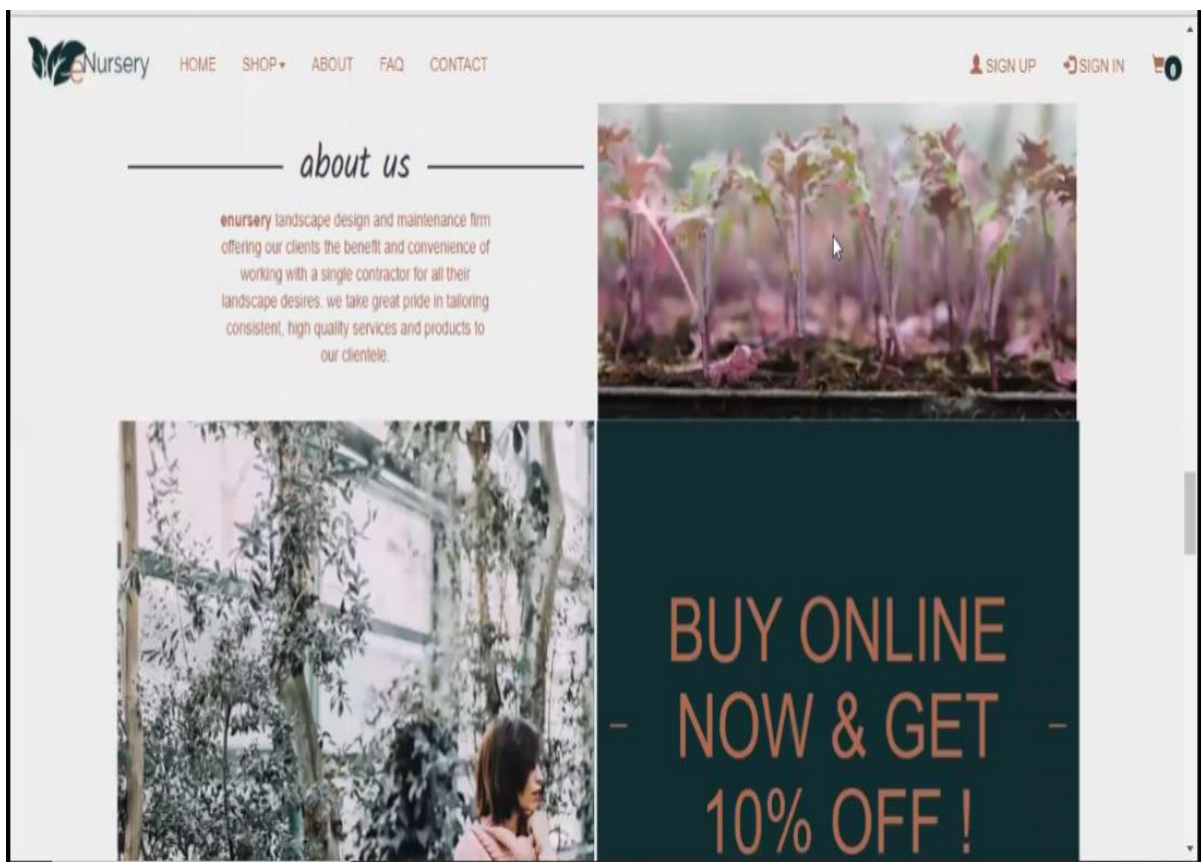 eNursery HOME SHOP▾ ABOUT FAQ CONTACT SIGN UP SIGN IN 0
about us
enursery landscape design and maintenance firm
offering our clients the benefit and convenience of
working with a single contractor for all their
landscape desires. we take great pride in tailoring
consistent, high quality services and products to
our clientele.
BUY ONLINE
NOW & GET
10% OFF !